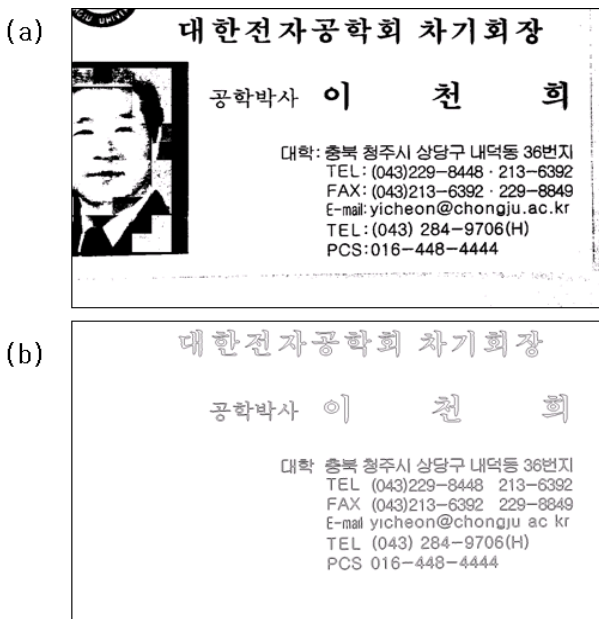 (a)
대한전자공학회 차기회장
공학박사 이 천 희
대학: 충북 청주시 상당구 내덕동 36번지
TEL: (043)229-8448 · 213-6392
FAX: (043)213-6392 · 229-8849
E-mail: yicheon@chongju.ac.kr
TEL: (043) 284-9706(H)
PCS: 016-448-4444
(b)
대한전자공학회 차기회장
공학박사 이 천 희
대학 충북 청주시 상당구 내덕동 36번지
TEL (043)229-8448 213-6392
FAX (043)213-6392 229-8849
E-mail yicheon@chongju ac kr
TEL (043) 284-9706(H)
PCS 016-448-4444